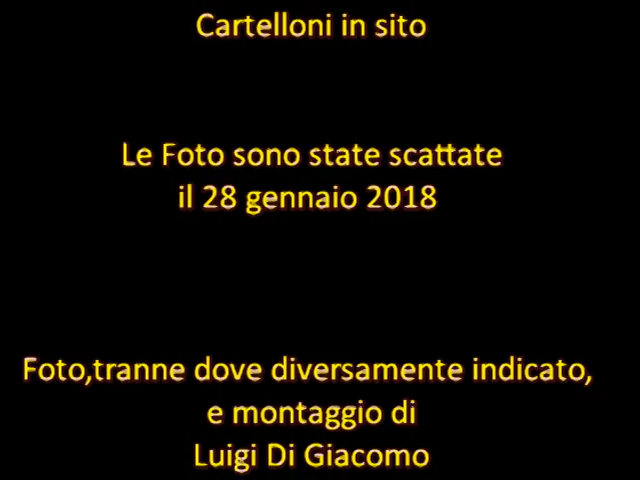 Cartelloni in sito
Le Foto sono state scattate
il 28 gennaio 2018
Foto,tranne dove diversamente indicato,
e montaggio di
Luigi Di Giacomo